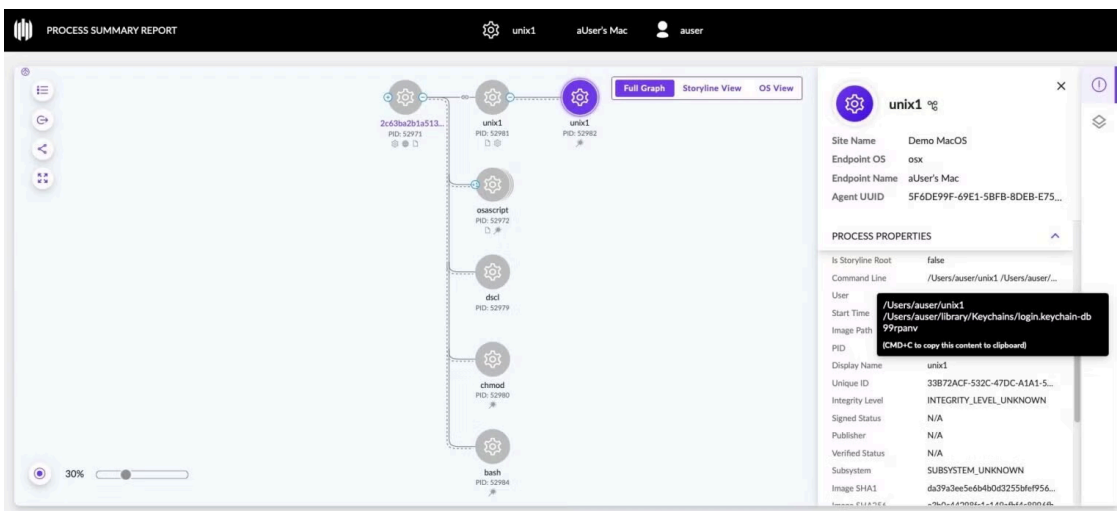 PROCESS SUMMARY REPORT
unix1
aUser's Mac
auser
Full Graph
Storyline View
OS View
2c63ba2b1a513...
PID: 52971
unix1
PID: 52981
unix1
PID: 52982
osascript
PID: 52972
dscl
PID: 52979
chmod
PID: 52980
bash
PID: 52984
30%
unix1
Site Name Demo MacOS
Endpoint OS osx
Endpoint Name aUser's Mac
Agent UUID 5F6DE99F-69E1-5BFB-8DEB-E75...
PROCESS PROPERTIES
Is Storyline Root false
Command Line /Users/auser/unix1 /Users/auser/...
User
Start Time
Image Path
PID
/Users/auser/unix1
/Users/auser/library/Keychains/login.keychain-db
99rpanv
(CMD+C to copy this content to clipboard)
Display Name unix1
Unique ID 33B72ACF-532C-47DC-A1A1-5...
Integrity Level INTEGRITY_LEVEL_UNKNOWN
Signed Status N/A
Publisher N/A
Verified Status N/A
Subsystem SUBSYSTEM_UNKNOWN
Image SHA1 da39a3ee5e6b4b0d3255bfef956...